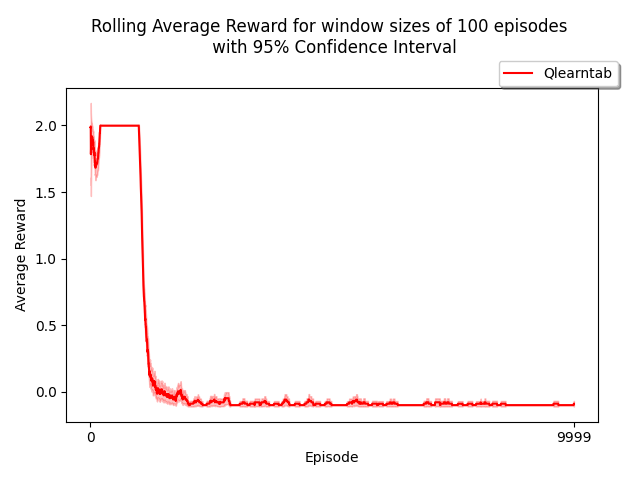 Rolling Average Reward for window sizes of 100 episodes
with 95% Confidence Interval
Qlearntab
2.0
1.5
1.0
0.5
0.0
Average Reward
0
9999
Episode